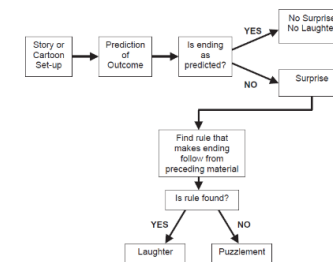 Story or
Cartoon
Set-up
Prediction
of
Outcome
Is ending
as
predicted?
YES
No Surprise
No Laughte
NO
Surprise
Find rule that
makes ending
follow from
preceding material
Is rule found?
YES
NO
Laughter
Puzzlement